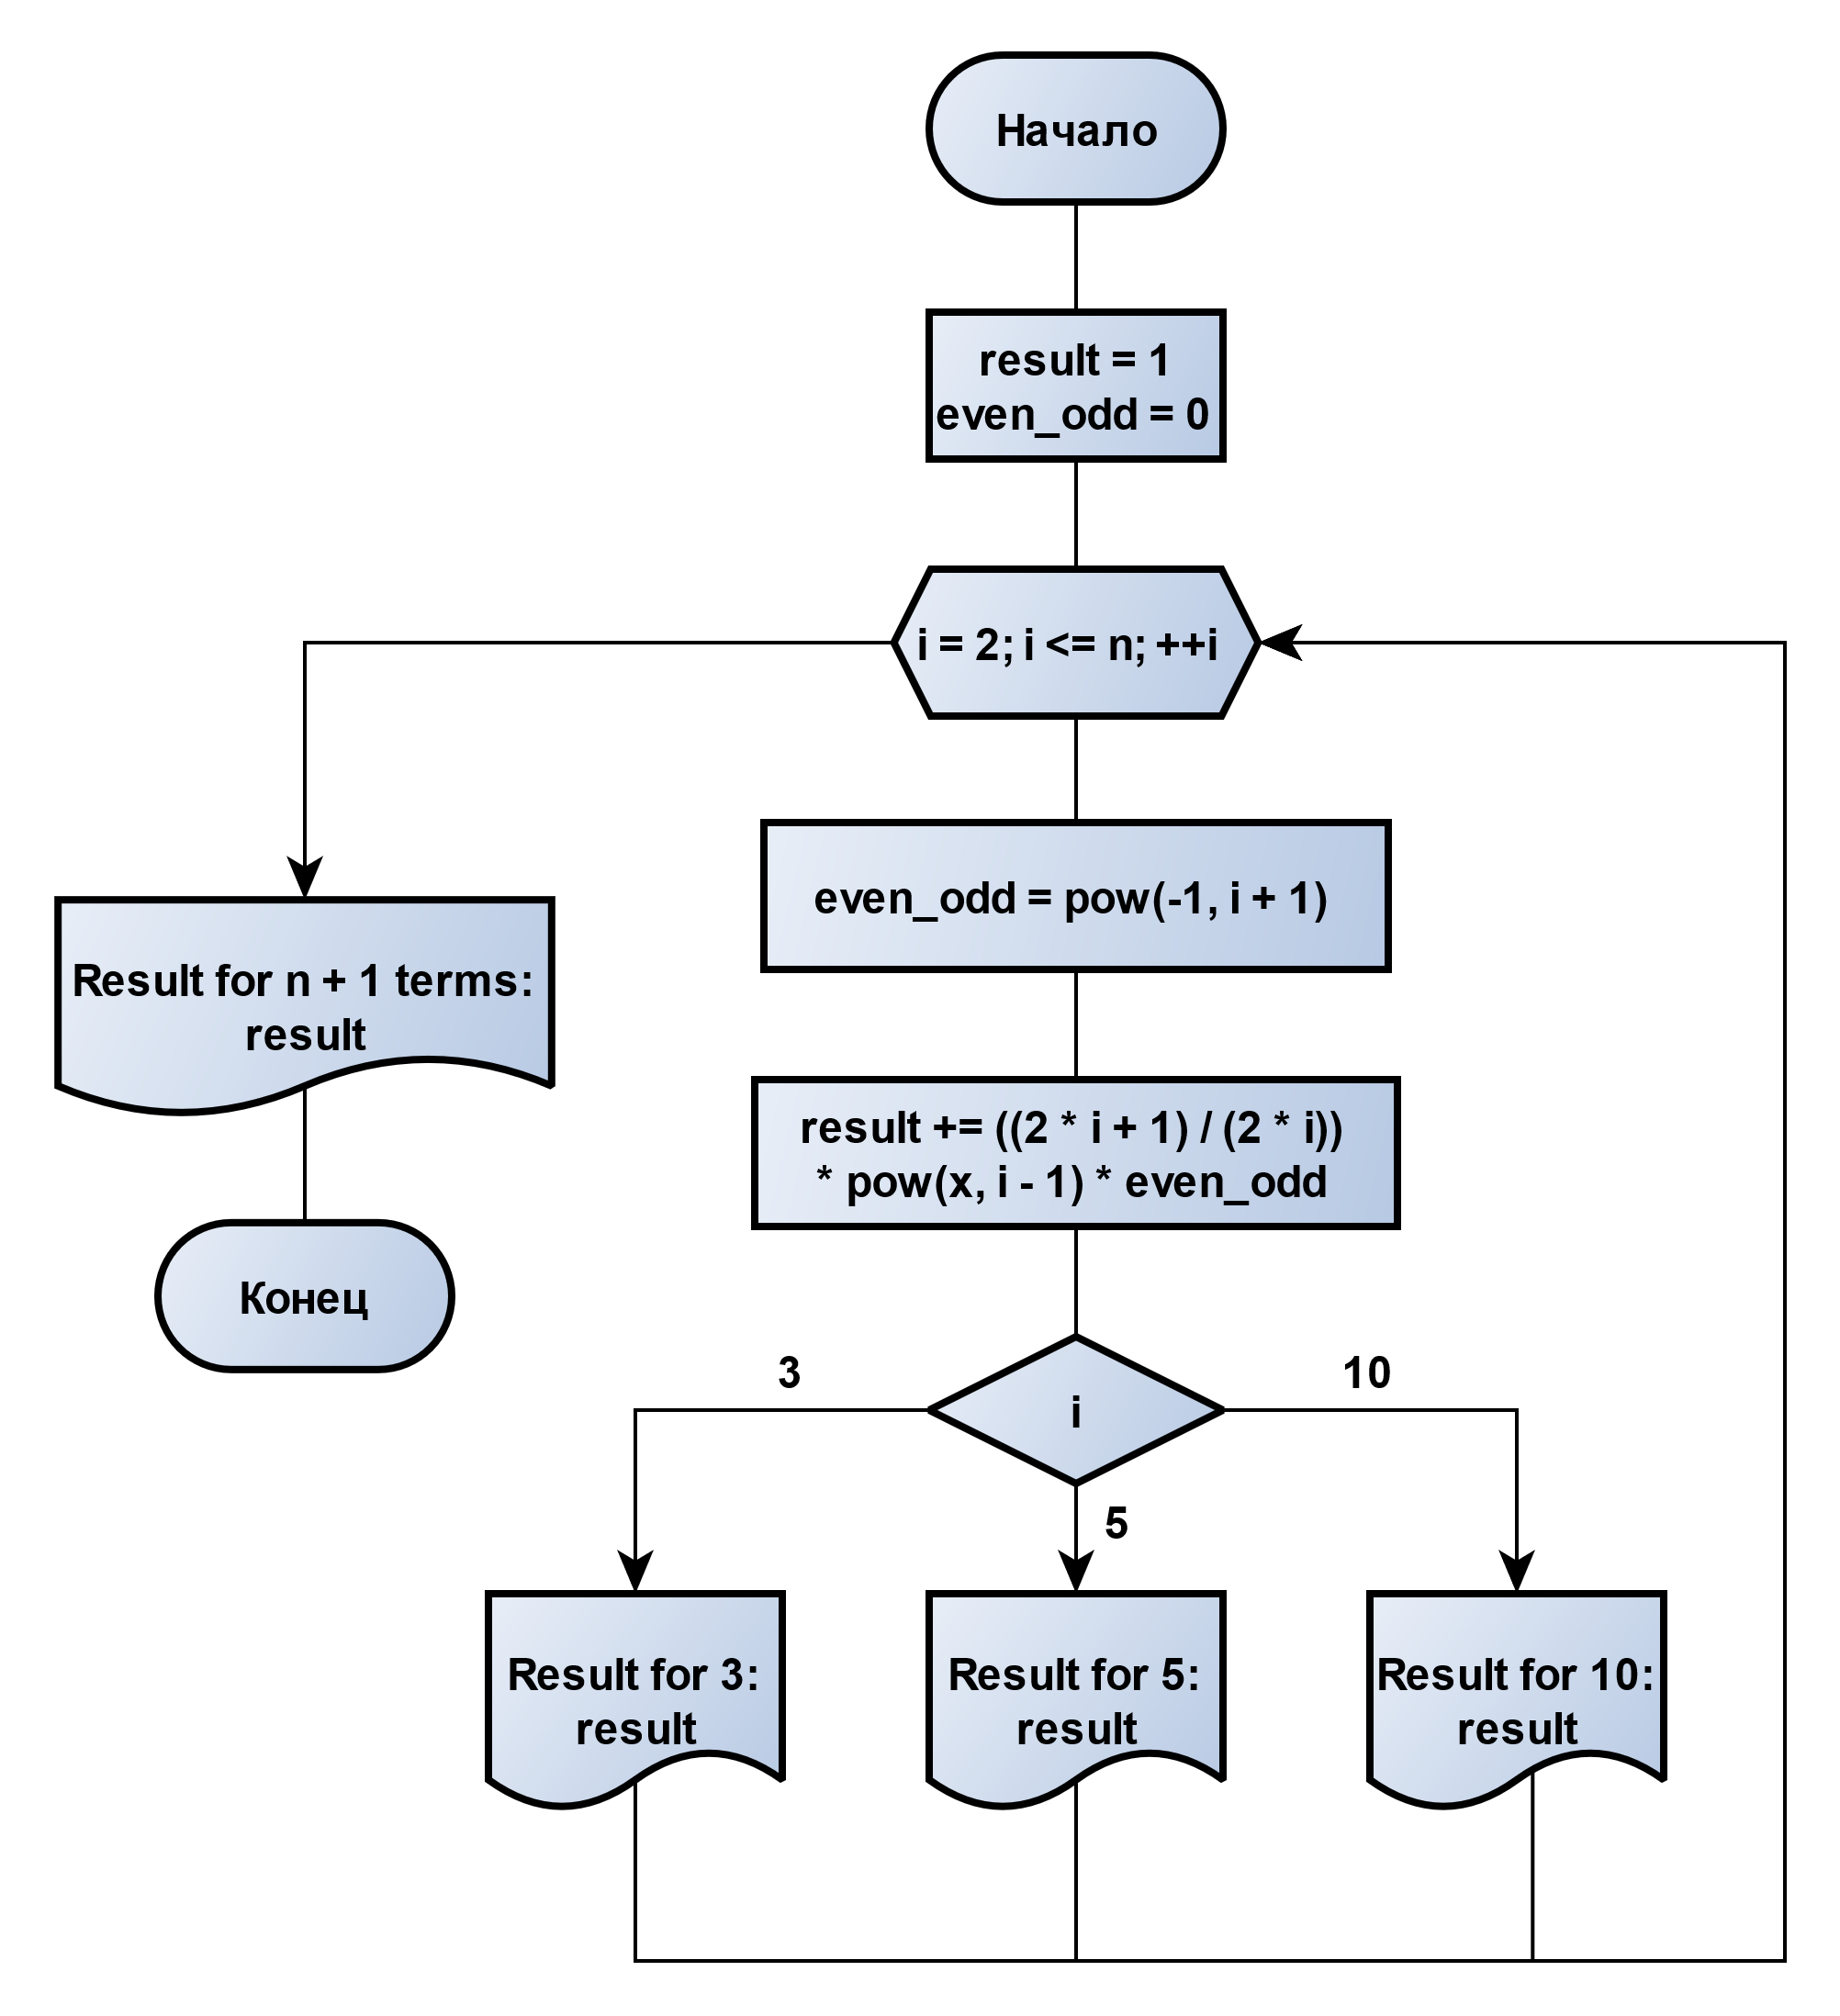 Начало
result = 1
even_odd = 0
i = 2; i <= n; ++i
even_odd = pow(-1, i + 1)
Result for n + 1 terms:
result
result += ((2 * i + 1) / (2 * i))
* pow(x, i - 1) * even_odd
Конец
3
i
10
5
Result for 3:
result
Result for 5:
result
Result for 10:
result